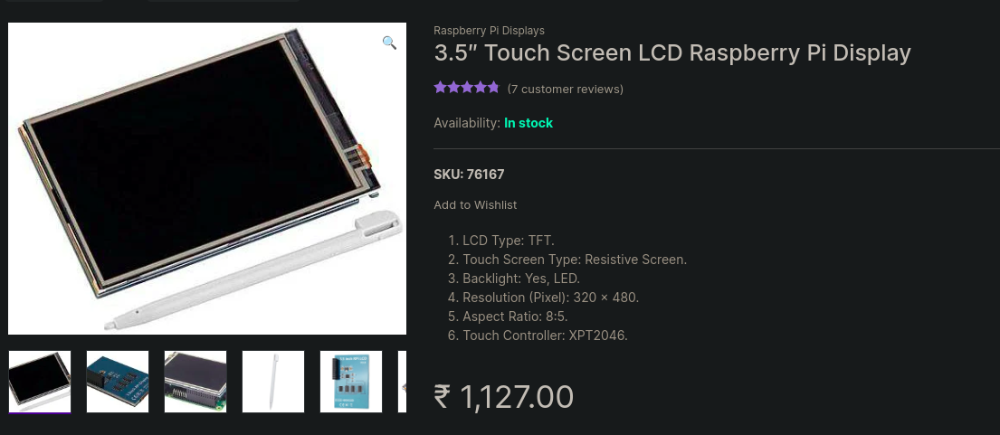 Raspberry Pi Displays
3.5″ Touch Screen LCD Raspberry Pi Display
(7 customer reviews)
Availability: In stock
SKU: 76167
Add to Wishlist
1. LCD Type: TFT.
2. Touch Screen Type: Resistive Screen.
3. Backlight: Yes, LED.
4. Resolution (Pixel): 320 × 480.
5. Aspect Ratio: 8:5.
6. Touch Controller: XPT2046.
₹ 1,127.00